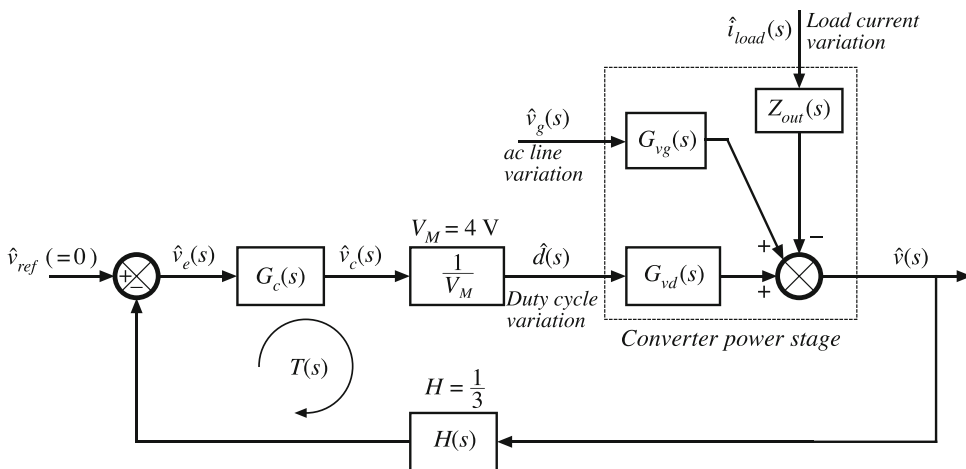 î_load(s) Load current
variation
Z_out(s)
v̂_g(s)
ac line
variation
G_vg(s)
v̂_ref (=0)
+
−
v̂_e(s)
G_c(s)
v̂_c(s)
V_M = 4 V
1/V_M
d̂(s)
Duty cycle
variation
G_vd(s)
+
+
−
v̂(s)
Converter power stage
T(s)
H = 1/3
H(s)